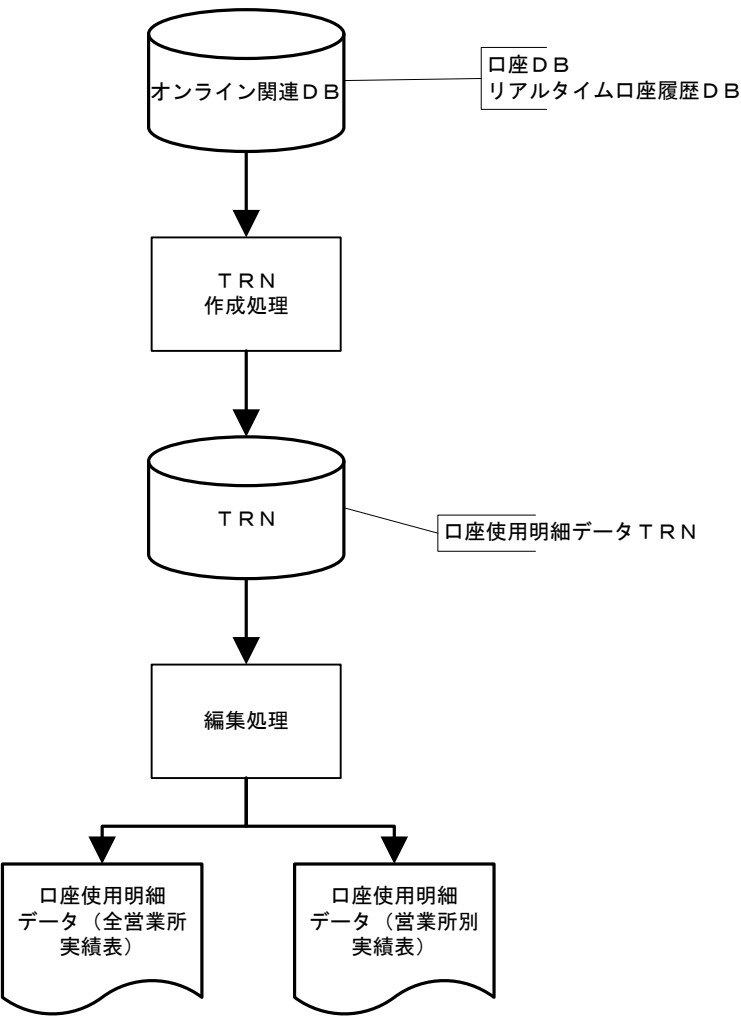 オンライン関連ＤＢ
口座ＤＢ
リアルタイム口座履歴ＤＢ
ＴＲＮ
作成処理
ＴＲＮ
口座使用明細データＴＲＮ
編集処理
口座使用明細
データ（全営業所
実績表）
口座使用明細
データ（営業所別
実績表）